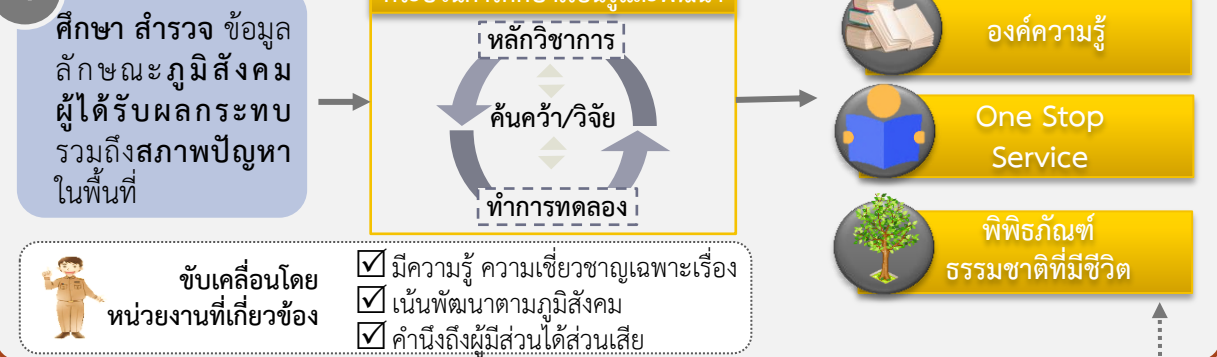 ศึกษา สำรวจ ข้อมูล
ลักษณะภูมิสังคม
ผู้ได้รับผลกระทบ
รวมถึงสภาพปัญหา
ในพื้นที่
หลักวิชาการ
ค้นคว้า/วิจัย
ทำการทดลอง
องค์ความรู้
One Stop
Service
พิพิธภัณฑ์
ธรรมชาติที่มีชีวิต
ขับเคลื่อนโดย
หน่วยงานที่เกี่ยวข้อง
มีความรู้ ความเชี่ยวชาญเฉพาะเรื่อง
เน้นพัฒนาตามภูมิสังคม
คำนึงถึงผู้มีส่วนได้ส่วนเสีย